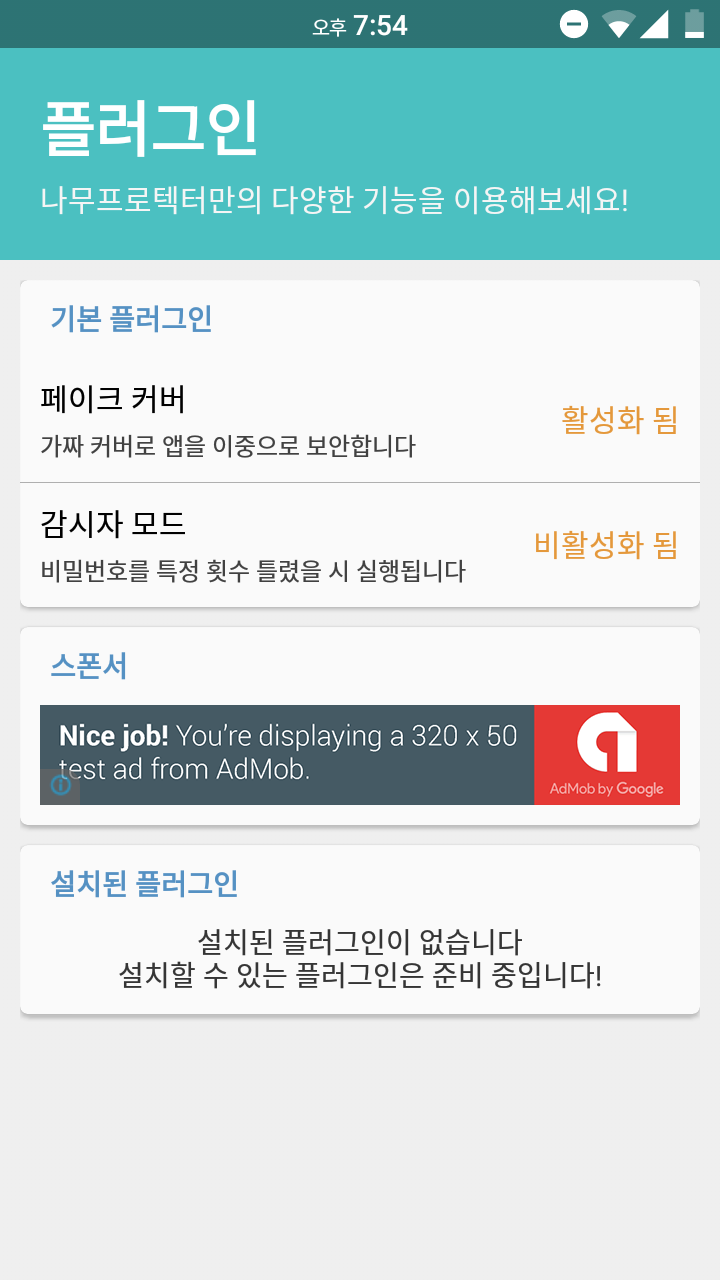 오후 7:54
플러그인
나무프로텍터만의 다양한 기능을 이용해보세요!
기본 플러그인
페이크 커버
활성화 됨
가짜 커버로 앱을 이중으로 보안합니다
감시자 모드
비활성화 됨
비밀번호를 특정 횟수 틀렸을 시 실행됩니다
스폰서
Nice job! You're displaying a 320 x 50
test ad from AdMob.
AdMob by Google
설치된 플러그인
설치된 플러그인이 없습니다
설치할 수 있는 플러그인은 준비 중입니다!